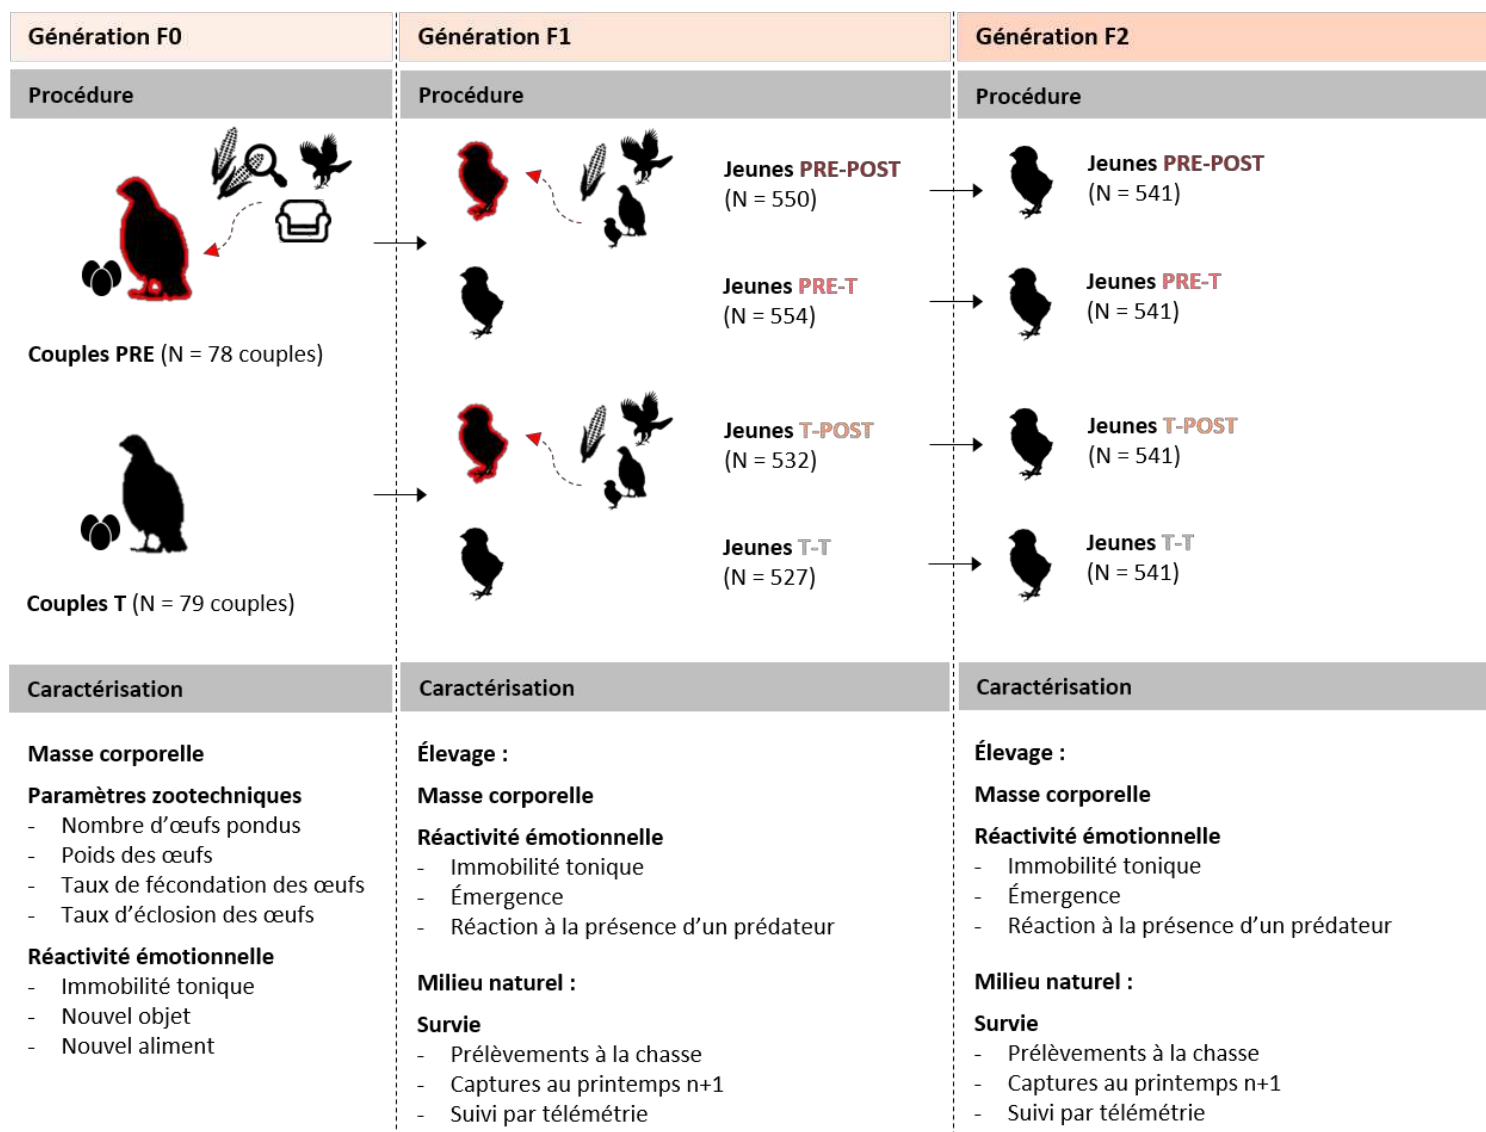 Génération F0
Procédure
Couples PRE (N = 78 couples)
Couples T (N = 79 couples)
Caractérisation
Masse corporelle
Paramètres zootechniques
- Nombre d’œufs pondus
- Poids des œufs
- Taux de fécondation des œufs
- Taux d’éclosion des œufs
Réactivité émotionnelle
- Immobilité tonique
- Nouvel objet
- Nouvel aliment
Génération F1
Procédure
Jeunes PRE-POST
(N = 550)
Jeunes PRE-T
(N = 554)
Jeunes T-POST
(N = 532)
Jeunes T-T
(N = 527)
Caractérisation
Élevage :
Masse corporelle
Réactivité émotionnelle
- Immobilité tonique
- Émergence
- Réaction à la présence d’un prédateur
Milieu naturel :
Survie
- Prélèvements à la chasse
- Captures au printemps n+1
- Suivi par télémétrie
Génération F2
Procédure
Jeunes PRE-POST
(N = 541)
Jeunes PRE-T
(N = 541)
Jeunes T-POST
(N = 541)
Jeunes T-T
(N = 541)
Caractérisation
Élevage :
Masse corporelle
Réactivité émotionnelle
- Immobilité tonique
- Émergence
- Réaction à la présence d’un prédateur
Milieu naturel :
Survie
- Prélèvements à la chasse
- Captures au printemps n+1
- Suivi par télémétrie